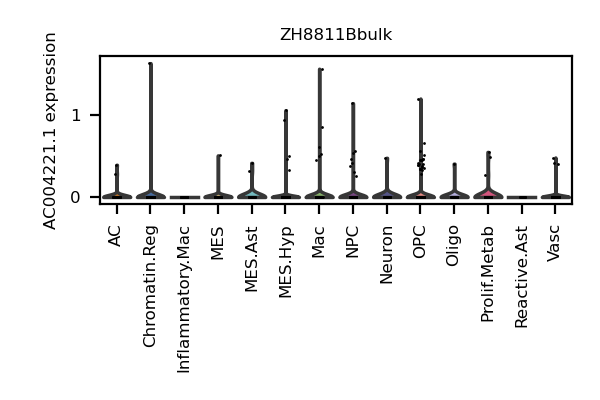 ZH8811Bbulk
AC004221.1 expression
1
0
AC
Chromatin.Reg
Inflammatory.Mac
MES
MES.Ast
MES.Hyp
Mac
NPC
Neuron
OPC
Oligo
Prolif.Metab
Reactive.Ast
Vasc